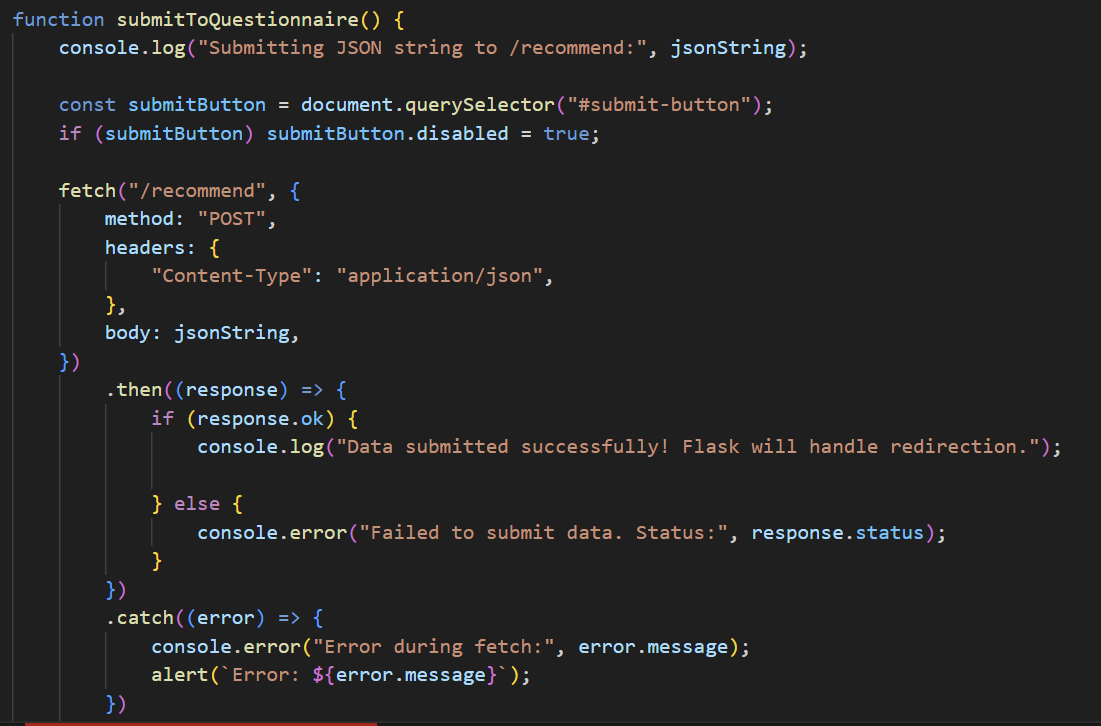 function submitToQuestionnaire() {
    console.log("Submitting JSON string to /recommend:", jsonString);

    const submitButton = document.querySelector("#submit-button");
    if (submitButton) submitButton.disabled = true;

    fetch("/recommend", {
        method: "POST",
        headers: {
            "Content-Type": "application/json",
        },
        body: jsonString,
    })
        .then((response) => {
            if (response.ok) {
                console.log("Data submitted successfully! Flask will handle redirection.");

            } else {
                console.error("Failed to submit data. Status:", response.status);
            }
        })
        .catch((error) => {
            console.error("Error during fetch:", error.message);
            alert(`Error: ${error.message}`);
        })